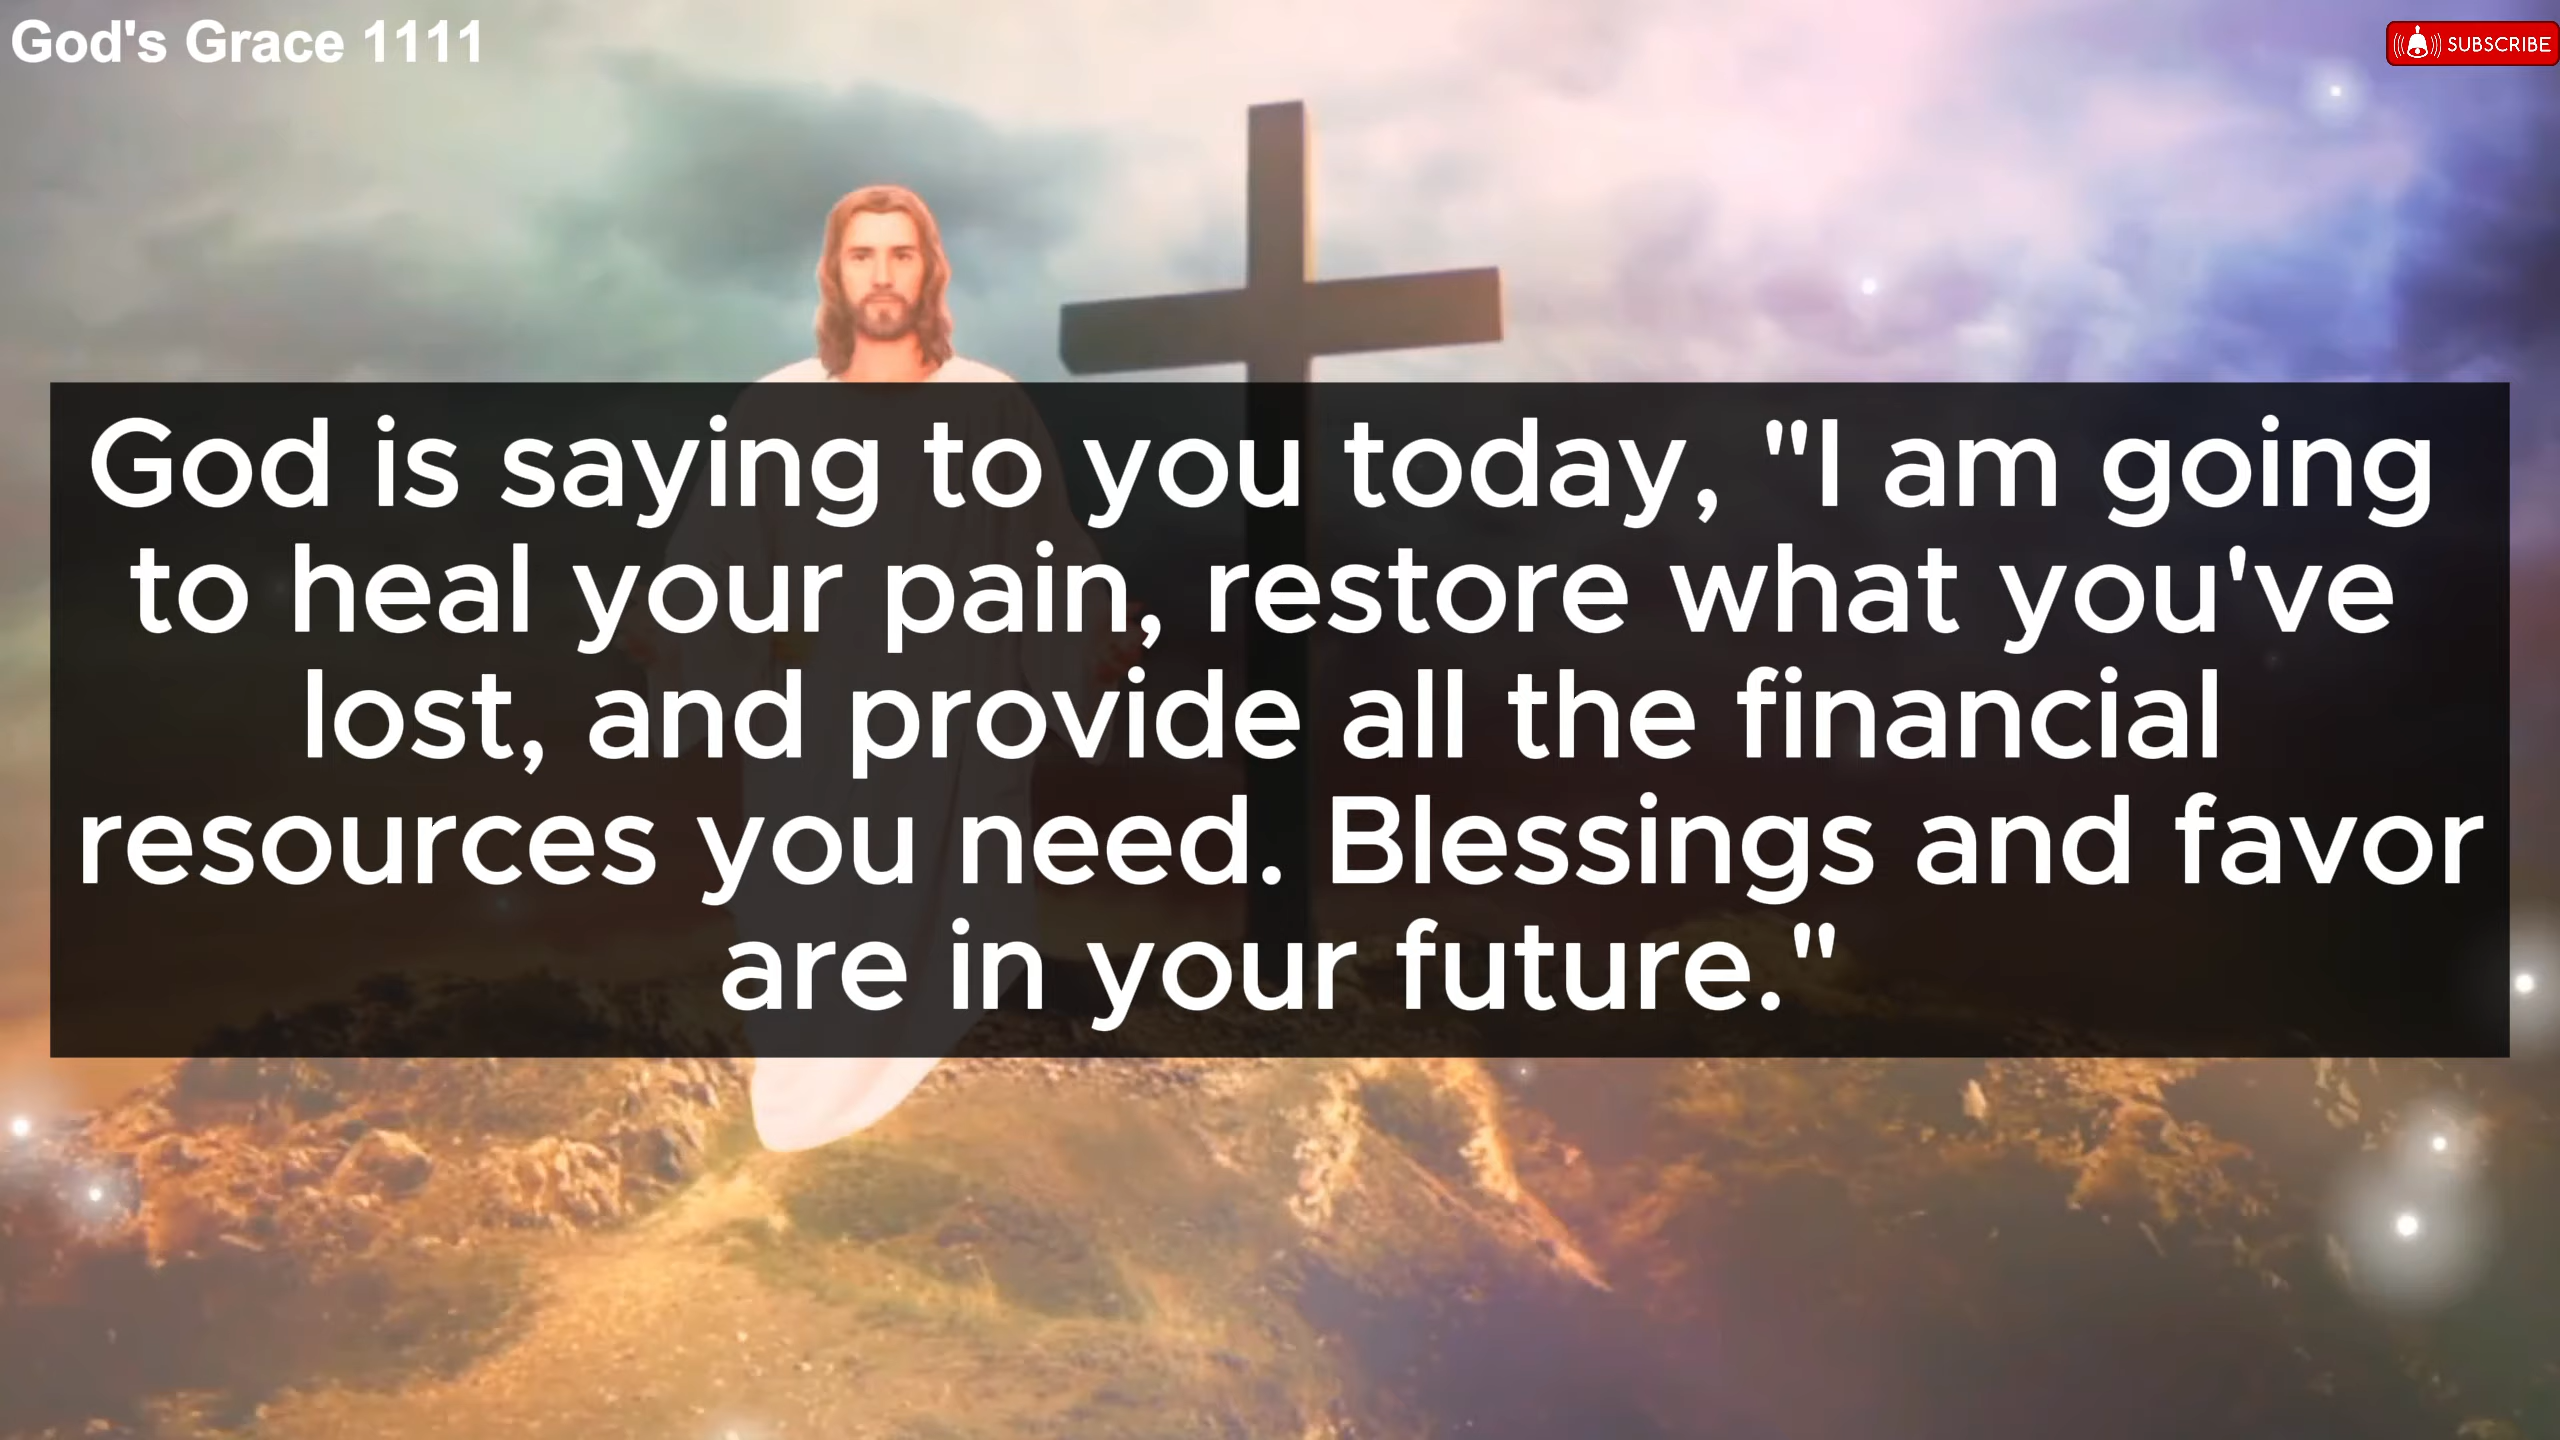 God's Grace 1111
SUBSCRIBE
God is saying to you today, "I am going
to heal your pain, restore what you've
lost, and provide all the financial
resources you need. Blessings and favor
are in your future."